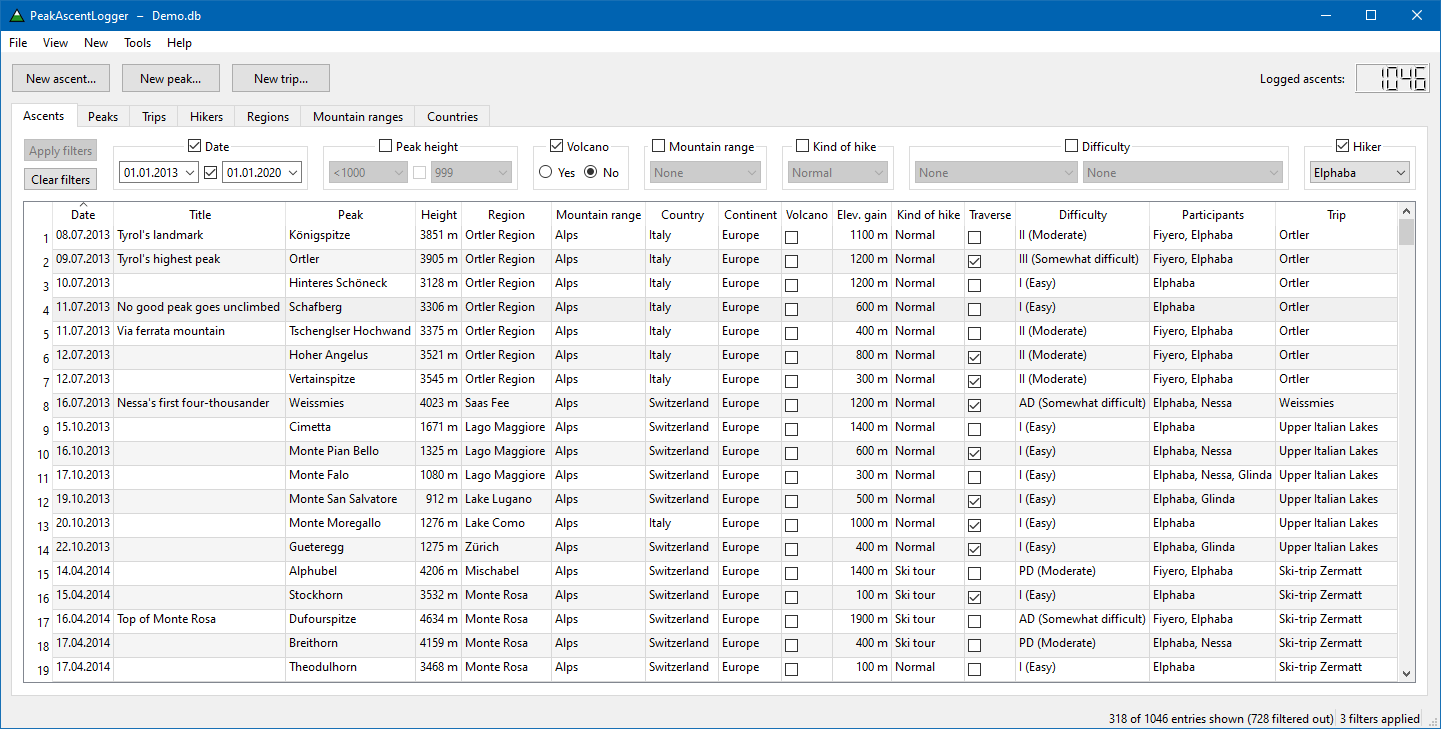 PeakAscentLogger – Demo.db
File View New Tools Help
New ascent... New peak... New trip... Logged ascents: 1046
Ascents Peaks Trips Hikers Regions Mountain ranges Countries
Date Peak height Volcano Mountain range Kind of hike Difficulty Hiker
Apply filters
01.01.2013 01.01.2020 <1000 999 Yes No None Normal None None Elphaba
Clear filters
Date Title Peak Height Region Mountain range Country Continent Volcano Elev. gain Kind of hike Traverse Difficulty Participants Trip
1 08.07.2013 Tyrol's landmark Königspitze 3851 m Ortler Region Alps Italy Europe 1100 m Normal II (Moderate) Fiyero, Elphaba Ortler
2 09.07.2013 Tyrol's highest peak Ortler 3905 m Ortler Region Alps Italy Europe 1200 m Normal III (Somewhat difficult) Fiyero, Elphaba Ortler
3 10.07.2013 Hinteres Schöneck 3128 m Ortler Region Alps Italy Europe 1200 m Normal I (Easy) Elphaba Ortler
4 11.07.2013 No good peak goes unclimbed Schafberg 3306 m Ortler Region Alps Italy Europe 600 m Normal I (Easy) Elphaba Ortler
5 11.07.2013 Via ferrata mountain Tschenglser Hochwand 3375 m Ortler Region Alps Italy Europe 400 m Normal II (Moderate) Fiyero, Elphaba Ortler
6 12.07.2013 Hoher Angelus 3521 m Ortler Region Alps Italy Europe 800 m Normal II (Moderate) Fiyero, Elphaba Ortler
7 12.07.2013 Vertainspitze 3545 m Ortler Region Alps Italy Europe 300 m Normal II (Moderate) Fiyero, Elphaba Ortler
8 16.07.2013 Nessa's first four-thousander Weissmies 4023 m Saas Fee Alps Switzerland Europe 1200 m Normal AD (Somewhat difficult) Elphaba, Nessa Weissmies
9 15.10.2013 Cimetta 1671 m Lago Maggiore Alps Switzerland Europe 1400 m Normal I (Easy) Elphaba Upper Italian Lakes
10 16.10.2013 Monte Pian Bello 1325 m Lago Maggiore Alps Switzerland Europe 600 m Normal I (Easy) Elphaba, Nessa Upper Italian Lakes
11 17.10.2013 Monte Falo 1080 m Lago Maggiore Alps Switzerland Europe 300 m Normal I (Easy) Elphaba, Nessa, Glinda Upper Italian Lakes
12 19.10.2013 Monte San Salvatore 912 m Lake Lugano Alps Switzerland Europe 500 m Normal I (Easy) Elphaba, Glinda Upper Italian Lakes
13 20.10.2013 Monte Moregallo 1276 m Lake Como Alps Italy Europe 1000 m Normal I (Easy) Elphaba Upper Italian Lakes
14 22.10.2013 Gueteregg 1275 m Zürich Alps Switzerland Europe 400 m Normal I (Easy) Elphaba, Glinda Upper Italian Lakes
15 14.04.2014 Alphubel 4206 m Mischabel Alps Switzerland Europe 1400 m Ski tour PD (Moderate) Fiyero, Elphaba Ski-trip Zermatt
16 15.04.2014 Stockhorn 3532 m Monte Rosa Alps Switzerland Europe 100 m Ski tour I (Easy) Elphaba Ski-trip Zermatt
17 16.04.2014 Top of Monte Rosa Dufourspitze 4634 m Monte Rosa Alps Switzerland Europe 1900 m Ski tour AD (Somewhat difficult) Fiyero, Elphaba Ski-trip Zermatt
18 17.04.2014 Breithorn 4159 m Monte Rosa Alps Switzerland Europe 400 m Ski tour PD (Moderate) Elphaba, Nessa Ski-trip Zermatt
19 17.04.2014 Theodulhorn 3468 m Monte Rosa Alps Switzerland Europe 100 m Normal I (Easy) Elphaba Ski-trip Zermatt
318 of 1046 entries shown (728 filtered out) 3 filters applied